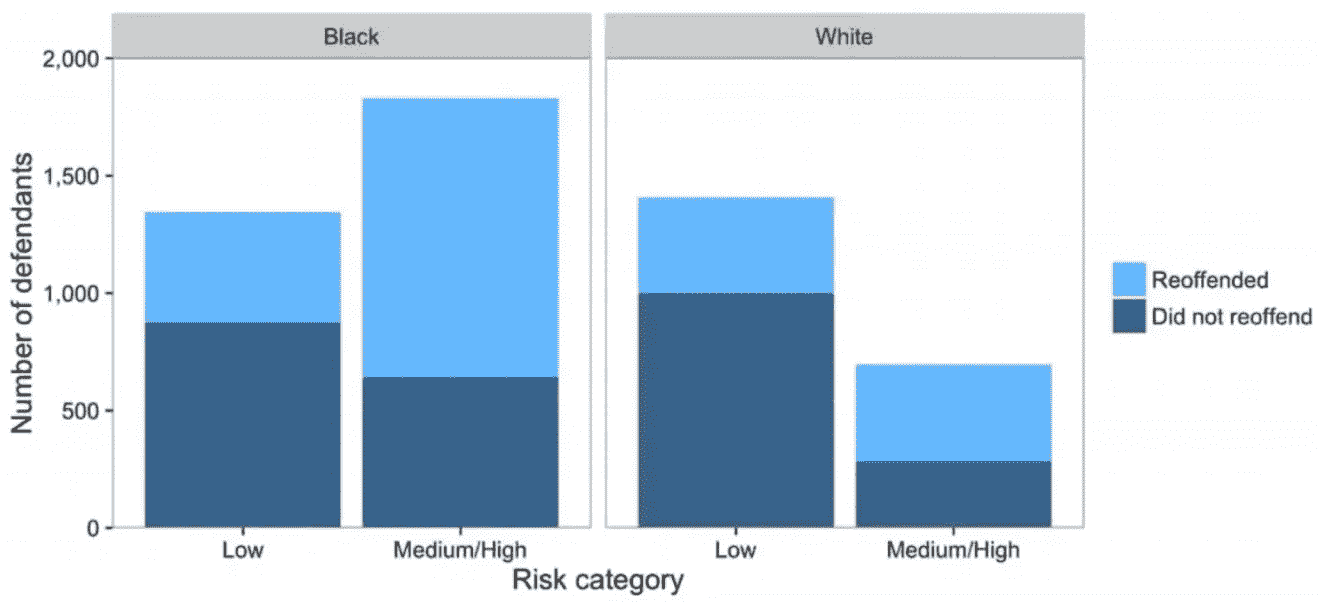 Black
White
2,000
1,500
1,000
500
0
Number of defendants
Low
Medium/High
Low
Medium/High
Risk category
Reoffended
Did not reoffend